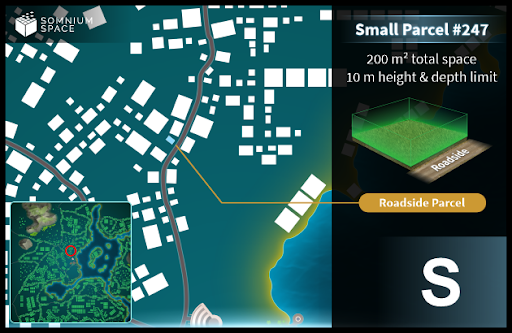 SOMNIUM
SPACE
Small Parcel #247
200 m² total space
10 m height & depth limit
Roadside
Roadside Parcel
S